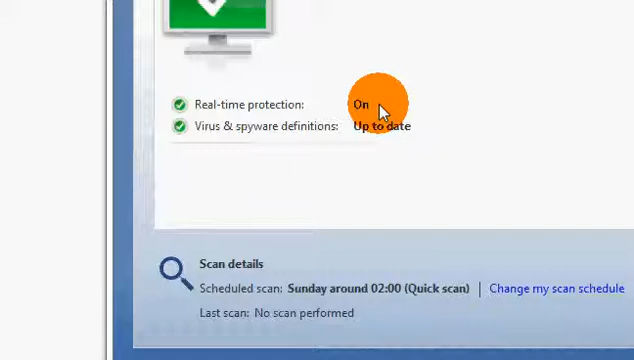 Real-time protection: On
Virus & spyware definitions: Up to date
Scan details
Scheduled scan: Sunday around 02:00 (Quick scan) | Change my scan schedule
Last scan: No scan performed